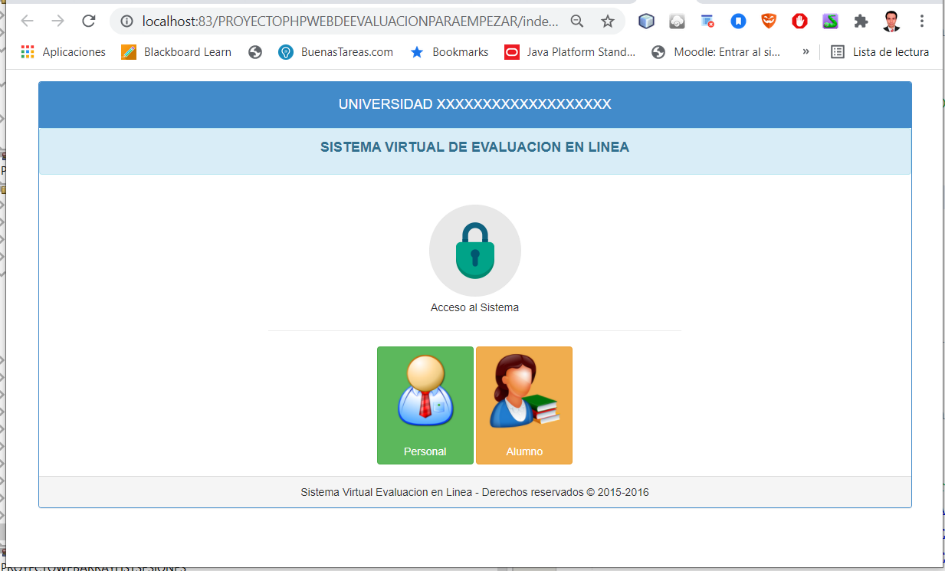 localhost:83/PROYECTOPHPWEBDEEVALUACIONPARAEMPEZAR/inde...
Aplicaciones Blackboard Learn BuenasTareas.com Bookmarks Java Platform Stand... Moodle: Entrar al si... » Lista de lectura
UNIVERSIDAD XXXXXXXXXXXXXXXXXXX
SISTEMA VIRTUAL DE EVALUACION EN LINEA
Acceso al Sistema
Personal Alumno
Sistema Virtual Evaluacion en Linea - Derechos reservados © 2015-2016